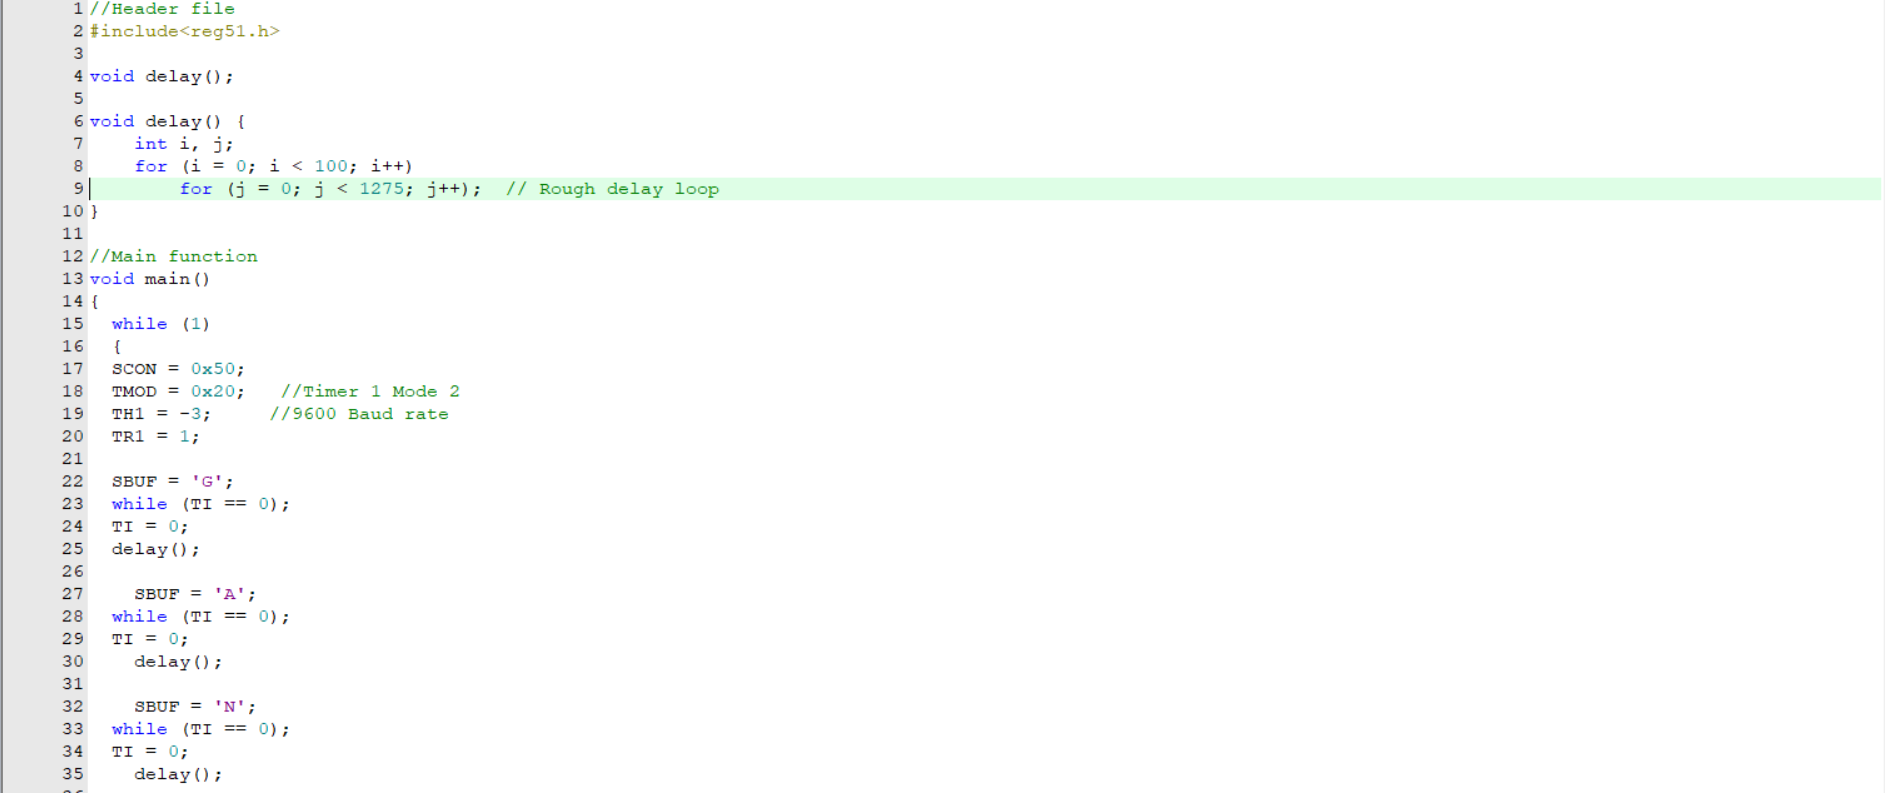 1 //Header file
2 #include<reg51.h>
3
4 void delay();
5
6 void delay() {
7     int i, j;
8     for (i = 0; i < 100; i++)
9         for (j = 0; j < 1275; j++);  // Rough delay loop
10 }
11
12 //Main function
13 void main()
14 {
15   while (1)
16   {
17   SCON = 0x50;
18   TMOD = 0x20;   //Timer 1 Mode 2
19   TH1 = -3;     //9600 Baud rate
20   TR1 = 1;
21
22   SBUF = 'G';
23   while (TI == 0);
24   TI = 0;
25   delay();
26
27     SBUF = 'A';
28   while (TI == 0);
29   TI = 0;
30     delay();
31
32     SBUF = 'N';
33   while (TI == 0);
34   TI = 0;
35     delay();